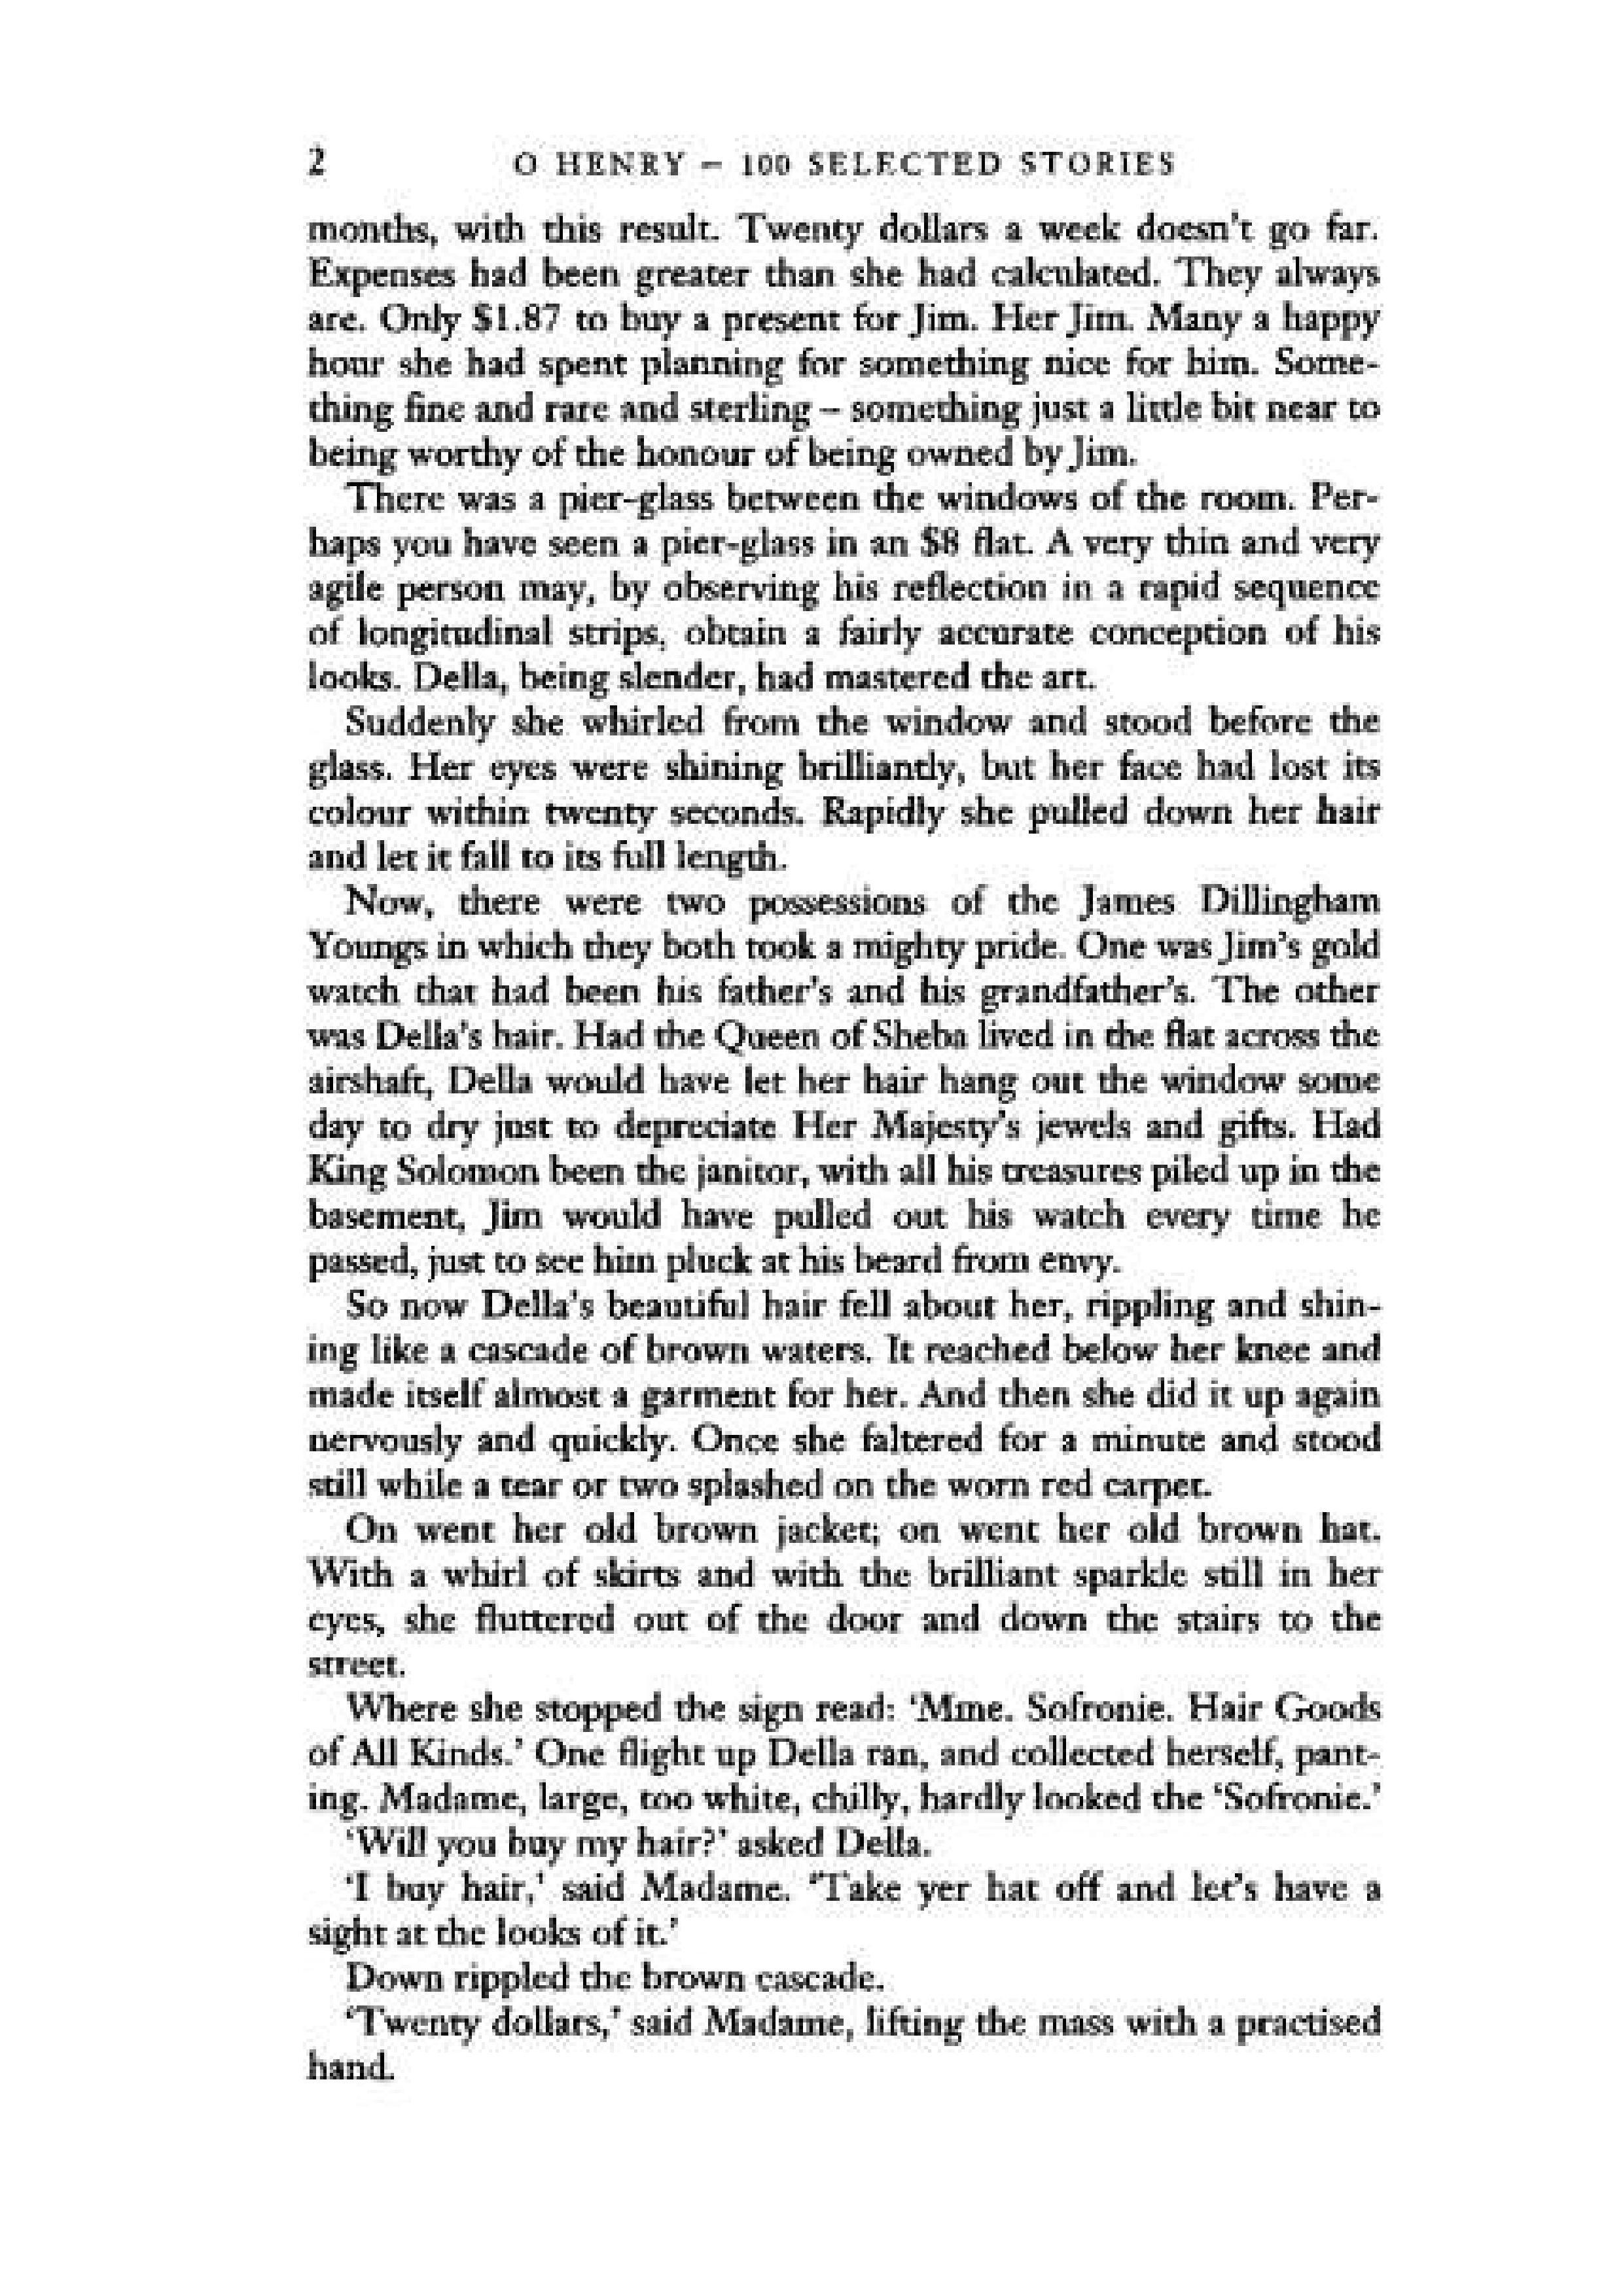 2 O HENRY – 100 SELECTED STORIES
months, with this result. Twenty dollars a week doesn't go far.
Expenses had been greater than she had calculated. They always
are. Only $1.87 to buy a present for Jim. Her Jim. Many a happy
hour she had spent planning for something nice for him. Some-
thing fine and rare and sterling – something just a little bit near to
being worthy of the honour of being owned by Jim.
There was a pier-glass between the windows of the room. Per-
haps you have seen a pier-glass in an $8 flat. A very thin and very
agile person may, by observing his reflection in a rapid sequence
of longitudinal strips, obtain a fairly accurate conception of his
looks. Della, being slender, had mastered the art.
Suddenly she whirled from the window and stood before the
glass. Her eyes were shining brilliantly, but her face had lost its
colour within twenty seconds. Rapidly she pulled down her hair
and let it fall to its full length.
Now, there were two possessions of the James Dillingham
Youngs in which they both took a mighty pride. One was Jim's gold
watch that had been his father's and his grandfather's. The other
was Della's hair. Had the Queen of Sheba lived in the flat across the
airshaft, Della would have let her hair hang out the window some
day to dry just to depreciate Her Majesty's jewels and gifts. Had
King Solomon been the janitor, with all his treasures piled up in the
basement, Jim would have pulled out his watch every time he
passed, just to see him pluck at his beard from envy.
So now Della's beautiful hair fell about her, rippling and shin-
ing like a cascade of brown waters. It reached below her knee and
made itself almost a garment for her. And then she did it up again
nervously and quickly. Once she faltered for a minute and stood
still while a tear or two splashed on the worn red carpet.
On went her old brown jacket; on went her old brown hat.
With a whirl of skirts and with the brilliant sparkle still in her
eyes, she fluttered out of the door and down the stairs to the
street.
Where she stopped the sign read: 'Mme. Sofronie. Hair Goods
of All Kinds.' One flight up Della ran, and collected herself, pant-
ing. Madame, large, too white, chilly, hardly looked the 'Sofronie.'
'Will you buy my hair?' asked Della.
'I buy hair,' said Madame. 'Take yer hat off and let's have a
sight at the looks of it.'
Down rippled the brown cascade.
'Twenty dollars,' said Madame, lifting the mass with a practised
hand.